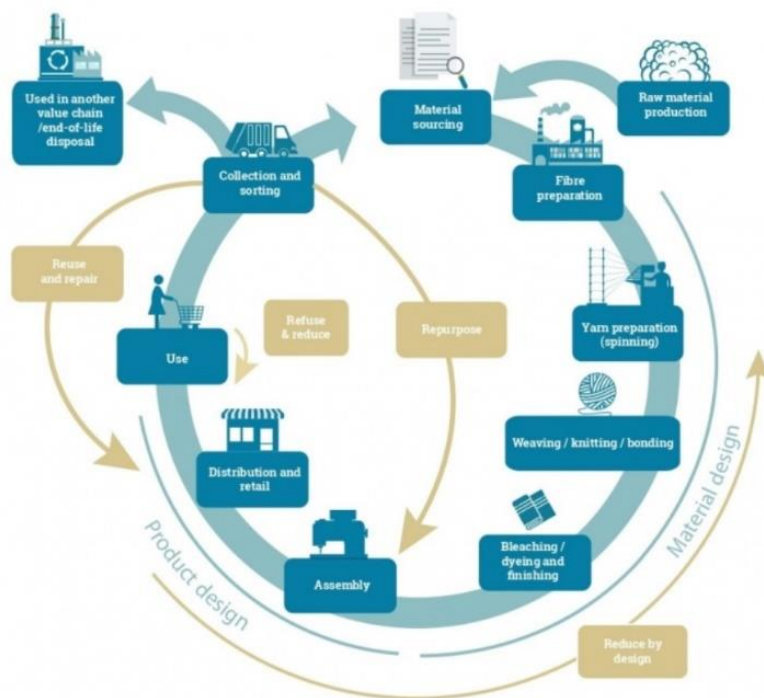 Used in another
value chain
/end-of-life
disposal
Collection and
sorting
Material
sourcing
Raw material
production
Fibre
preparation
Reuse
and repair
Refuse
& reduce
Repurpose
Yarn preparation
(spinning)
Use
Weaving / knitting / bonding
Distribution and
retail
Bleaching /
dyeing and
finishing
Assembly
Product design
Material design
Reduce by
design